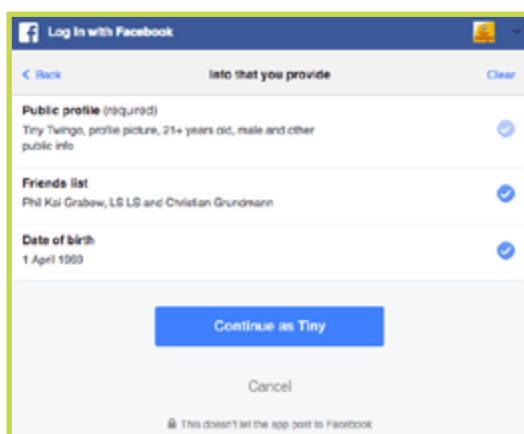 Log In with Facebook
< Back
Info that you provide
Clear
Public profile (required)
Tiny Twingo, profile picture, 21+ years old, male and other
public info
Friends list
Phil Kai Grabow, LS LS and Christian Grundmann
Date of birth
1 April 1969
Continue as Tiny
Cancel
This doesn't let the app post to Facebook